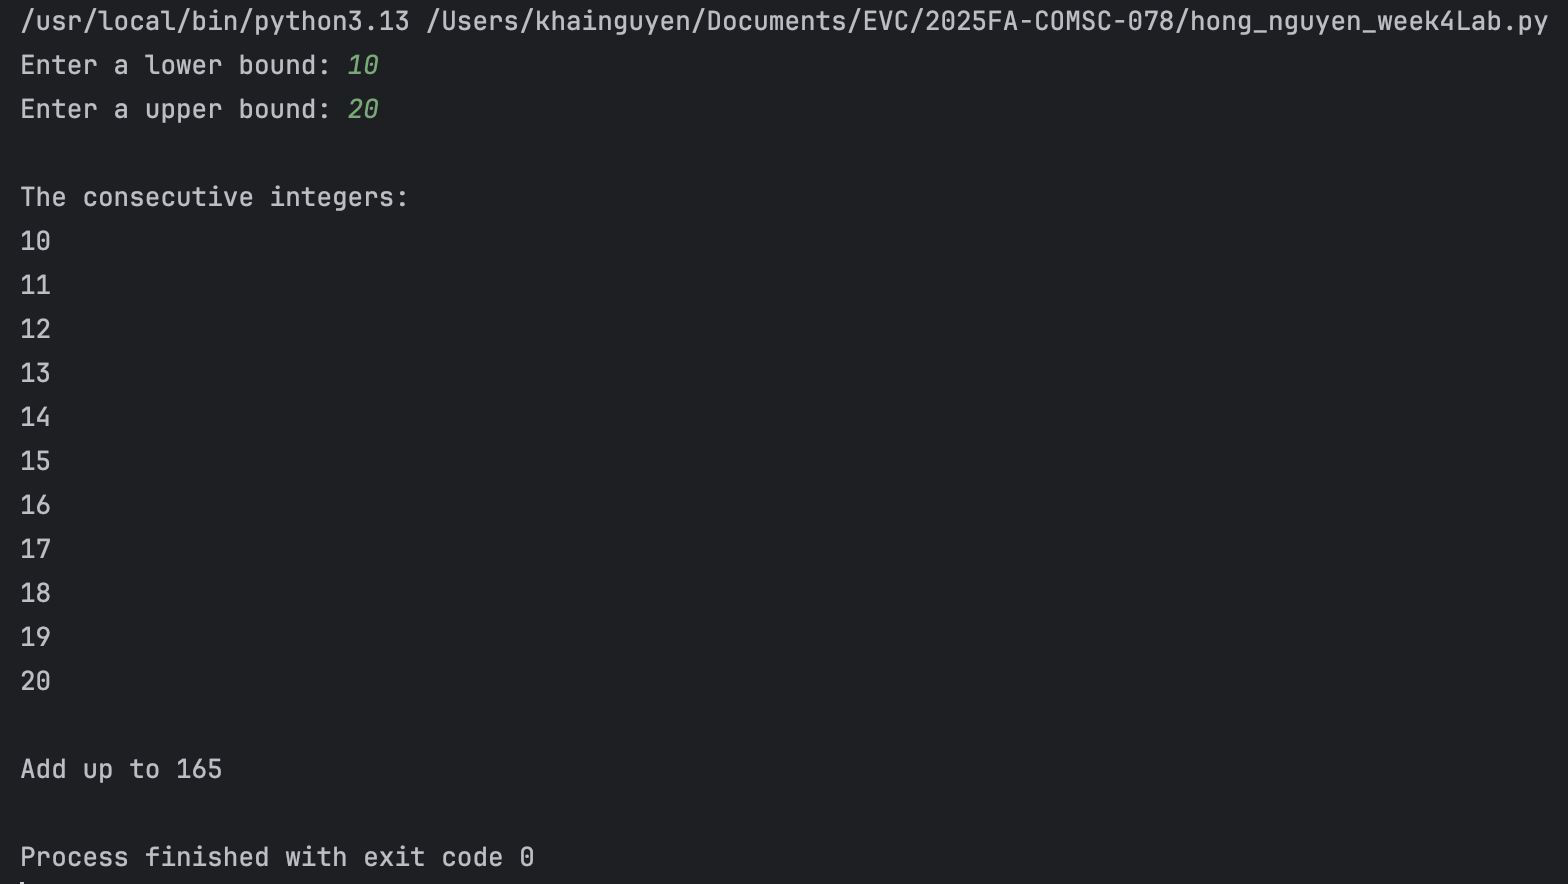 /usr/local/bin/python3.13 /Users/khainguyen/Documents/EVC/2025FA-COMSC-078/hong_nguyen_week4Lab.py
Enter a lower bound: 10
Enter a upper bound: 20
The consecutive integers:
10
11
12
13
14
15
16
17
18
19
20
Add up to 165
Process finished with exit code 0